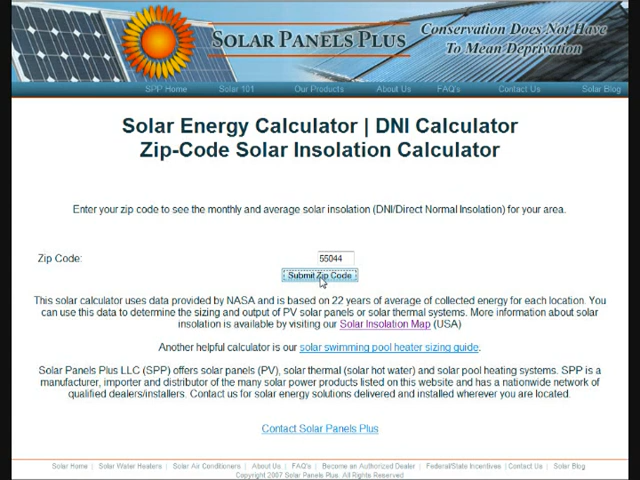 SOLAR PANELS PLUS
Conservation Does Not Have
To Mean Deprivation
SPP Home Solar 101 Our Products About Us FAQ's Contact Us Solar Blog
Solar Energy Calculator | DNI Calculator
Zip-Code Solar Insolation Calculator
Enter your zip code to see the monthly and average solar insolation (DNI/Direct Normal Insolation) for your area.
Zip Code: 55044
Submit Zip Code
This solar calculator uses data provided by NASA and is based on 22 years of average of collected energy for each location. You
can use this data to determine the sizing and output of PV solar panels or solar thermal systems. More information about solar
insolation is available by visiting our Solar Insolation Map (USA)
Another helpful calculator is our solar swimming pool heater sizing guide.
Solar Panels Plus LLC (SPP) offers solar panels (PV), solar thermal (solar hot water) and solar pool heating systems. SPP is a
manufacturer, importer and distributor of the many solar power products listed on this website and has a nationwide network of
qualified dealers/installers. Contact us for solar energy solutions delivered and installed wherever you are located.
Contact Solar Panels Plus
Solar Home | Solar Water Heaters | Solar Air Conditioners | About Us | FAQ's | Become an Authorized Dealer | Federal/State Incentives | Contact Us | Solar Blog
Copyright 2007 Solar Panels Plus. All Rights Reserved